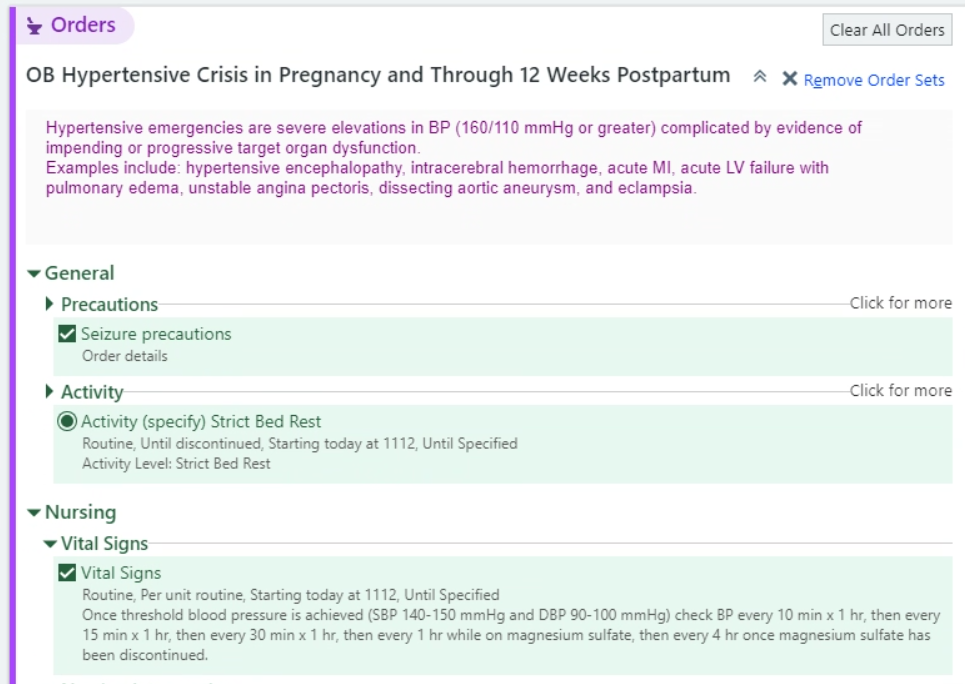 Orders
Clear All Orders
OB Hypertensive Crisis in Pregnancy and Through 12 Weeks Postpartum
Remove Order Sets
Hypertensive emergencies are severe elevations in BP (160/110 mmHg or greater) complicated by evidence of
impending or progressive target organ dysfunction.
Examples include: hypertensive encephalopathy, intracerebral hemorrhage, acute MI, acute LV failure with
pulmonary edema, unstable angina pectoris, dissecting aortic aneurysm, and eclampsia.
General
Precautions
Click for more
Seizure precautions
Order details
Activity
Click for more
Activity (specify) Strict Bed Rest
Routine, Until discontinued, Starting today at 1112, Until Specified
Activity Level: Strict Bed Rest
Nursing
Vital Signs
Vital Signs
Routine, Per unit routine, Starting today at 1112, Until Specified
Once threshold blood pressure is achieved (SBP 140-150 mmHg and DBP 90-100 mmHg) check BP every 10 min x 1 hr, then every
15 min x 1 hr, then every 30 min x 1 hr, then every 1 hr while on magnesium sulfate, then every 4 hr once magnesium sulfate has
been discontinued.